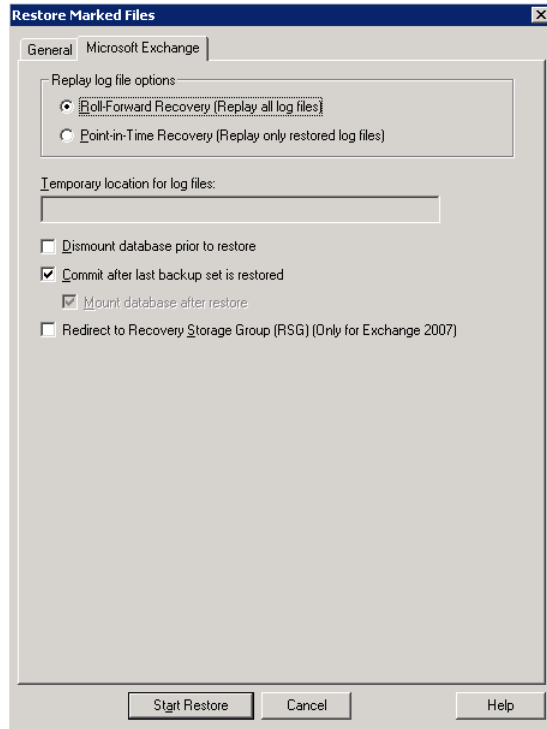 Restore Marked Files
General Microsoft Exchange
Replay log file options
Roll-Forward Recovery (Replay all log files)
Point-in-Time Recovery (Replay only restored log files)
Temporary location for log files:
Dismount database prior to restore
Commit after last backup set is restored
Mount database after restore
Redirect to Recovery Storage Group (RSG) (Only for Exchange 2007)
Start Restore Cancel Help